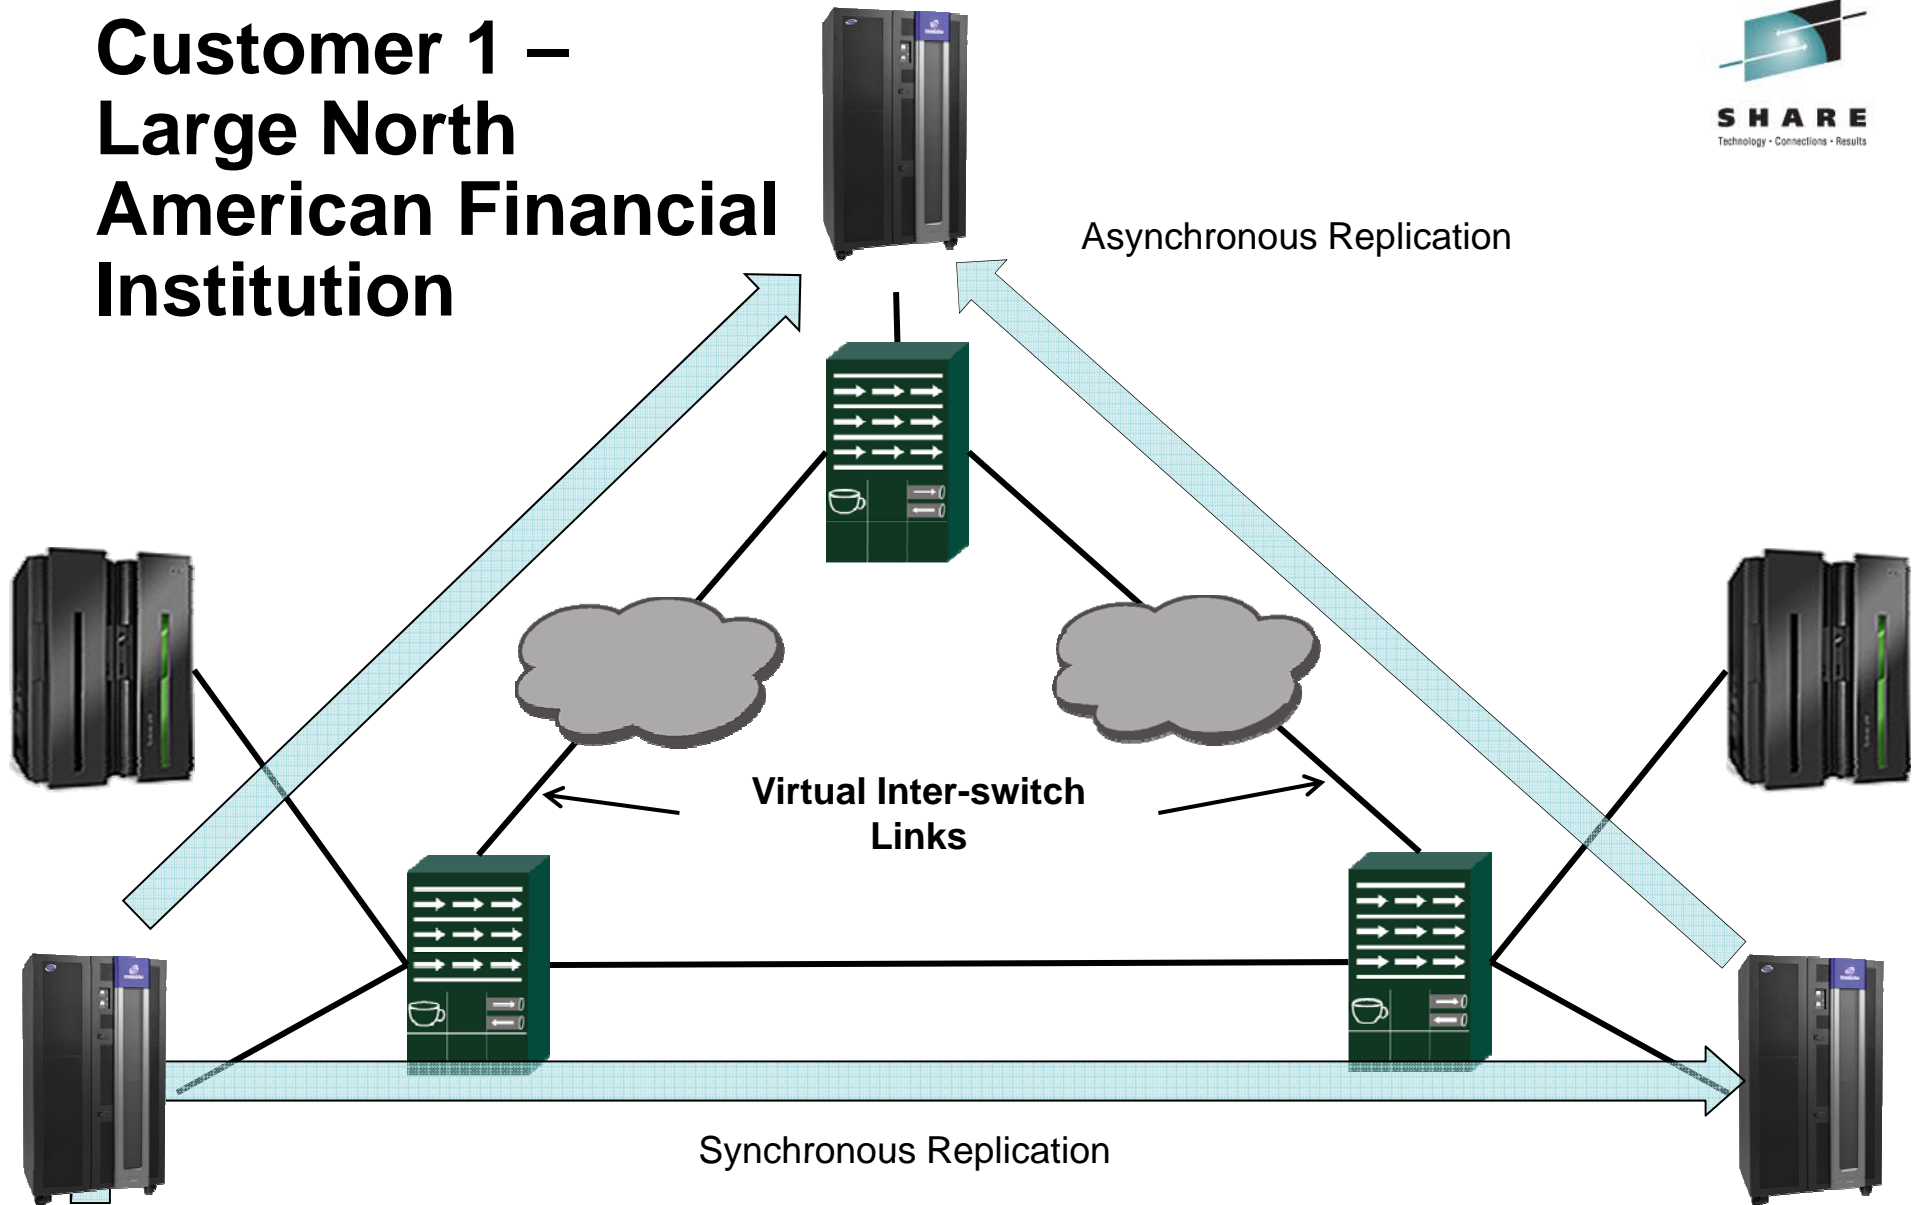 Customer 1 –
Large North
American Financial
Institution
SHARE
Technology • Connections • Results
Asynchronous Replication
Virtual Inter-switch
Links
Synchronous Replication